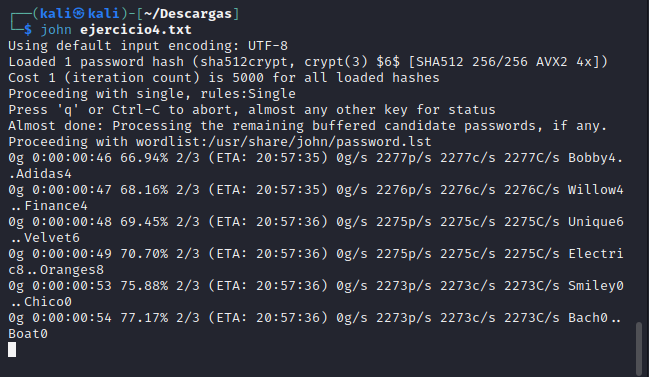 ┌──(kali㉿kali)-[~/Descargas]
└─$ john ejercicio4.txt
Using default input encoding: UTF-8
Loaded 1 password hash (sha512crypt, crypt(3) $6$ [SHA512 256/256 AVX2 4x])
Cost 1 (iteration count) is 5000 for all loaded hashes
Proceeding with single, rules:Single
Press 'q' or Ctrl-C to abort, almost any other key for status
Almost done: Processing the remaining buffered candidate passwords, if any.
Proceeding with wordlist:/usr/share/john/password.lst
0g 0:00:00:46 66.94% 2/3 (ETA: 20:57:35) 0g/s 2277p/s 2277c/s 2277C/s Bobby4.
.Adidas4
0g 0:00:00:47 68.16% 2/3 (ETA: 20:57:35) 0g/s 2276p/s 2276c/s 2276C/s Willow4
..Finance4
0g 0:00:00:48 69.45% 2/3 (ETA: 20:57:36) 0g/s 2275p/s 2275c/s 2275C/s Unique6
..Velvet6
0g 0:00:00:49 70.70% 2/3 (ETA: 20:57:36) 0g/s 2275p/s 2275c/s 2275C/s Electri
c8..Oranges8
0g 0:00:00:53 75.88% 2/3 (ETA: 20:57:36) 0g/s 2273p/s 2273c/s 2273C/s Smiley0
..Chico0
0g 0:00:00:54 77.17% 2/3 (ETA: 20:57:36) 0g/s 2273p/s 2273c/s 2273C/s Bach0..
Boat0